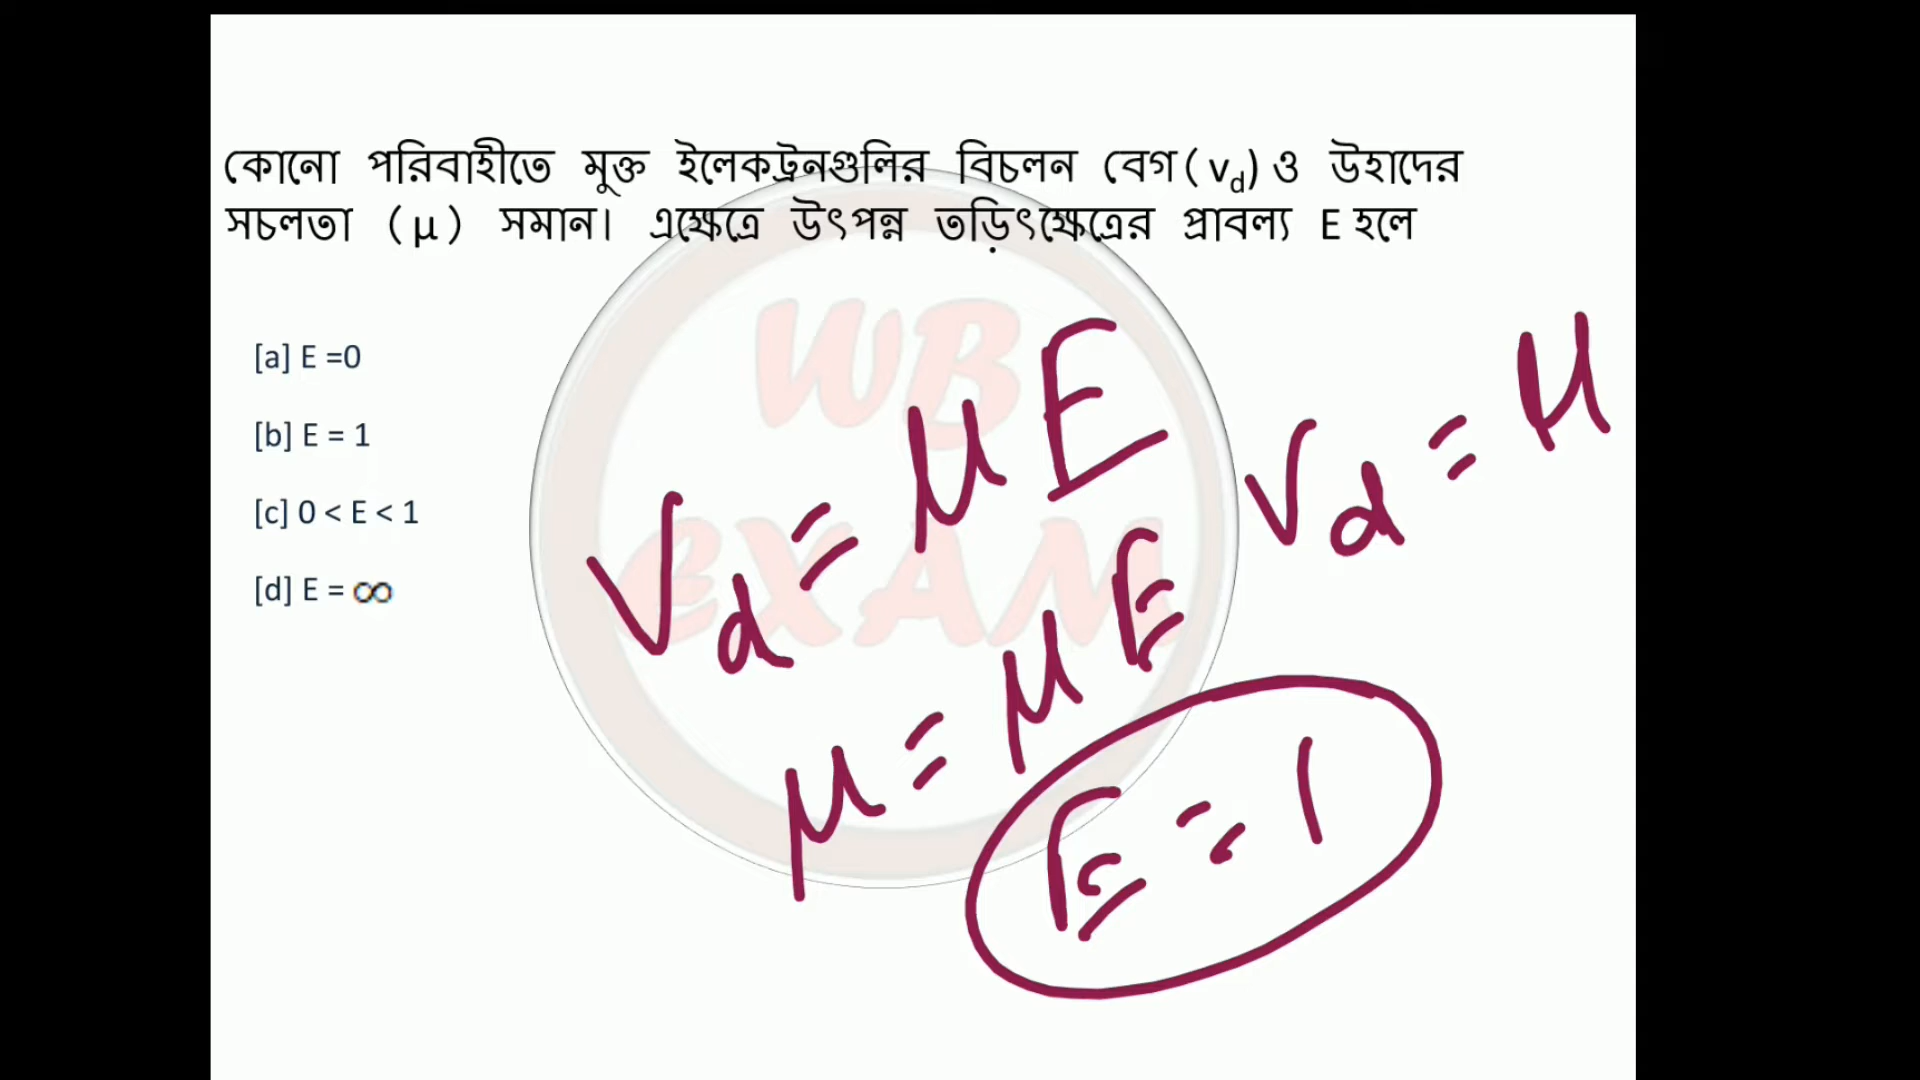 কোনো পরিবাহীতে মুক্ত ইলেকট্রনগুলির বিচলন বেগ(vd) ও উহাদের
সচলতা (μ) সমান। এক্ষেত্রে উৎপন্ন তড়িৎক্ষেত্রের প্রাবল্য E হলে
[a] E =0
[b] E = 1
[c] 0 < E < 1
[d] E = ∞
WB
EXAM
Vd = μE
Vd = μ
μ = μE
E = 1